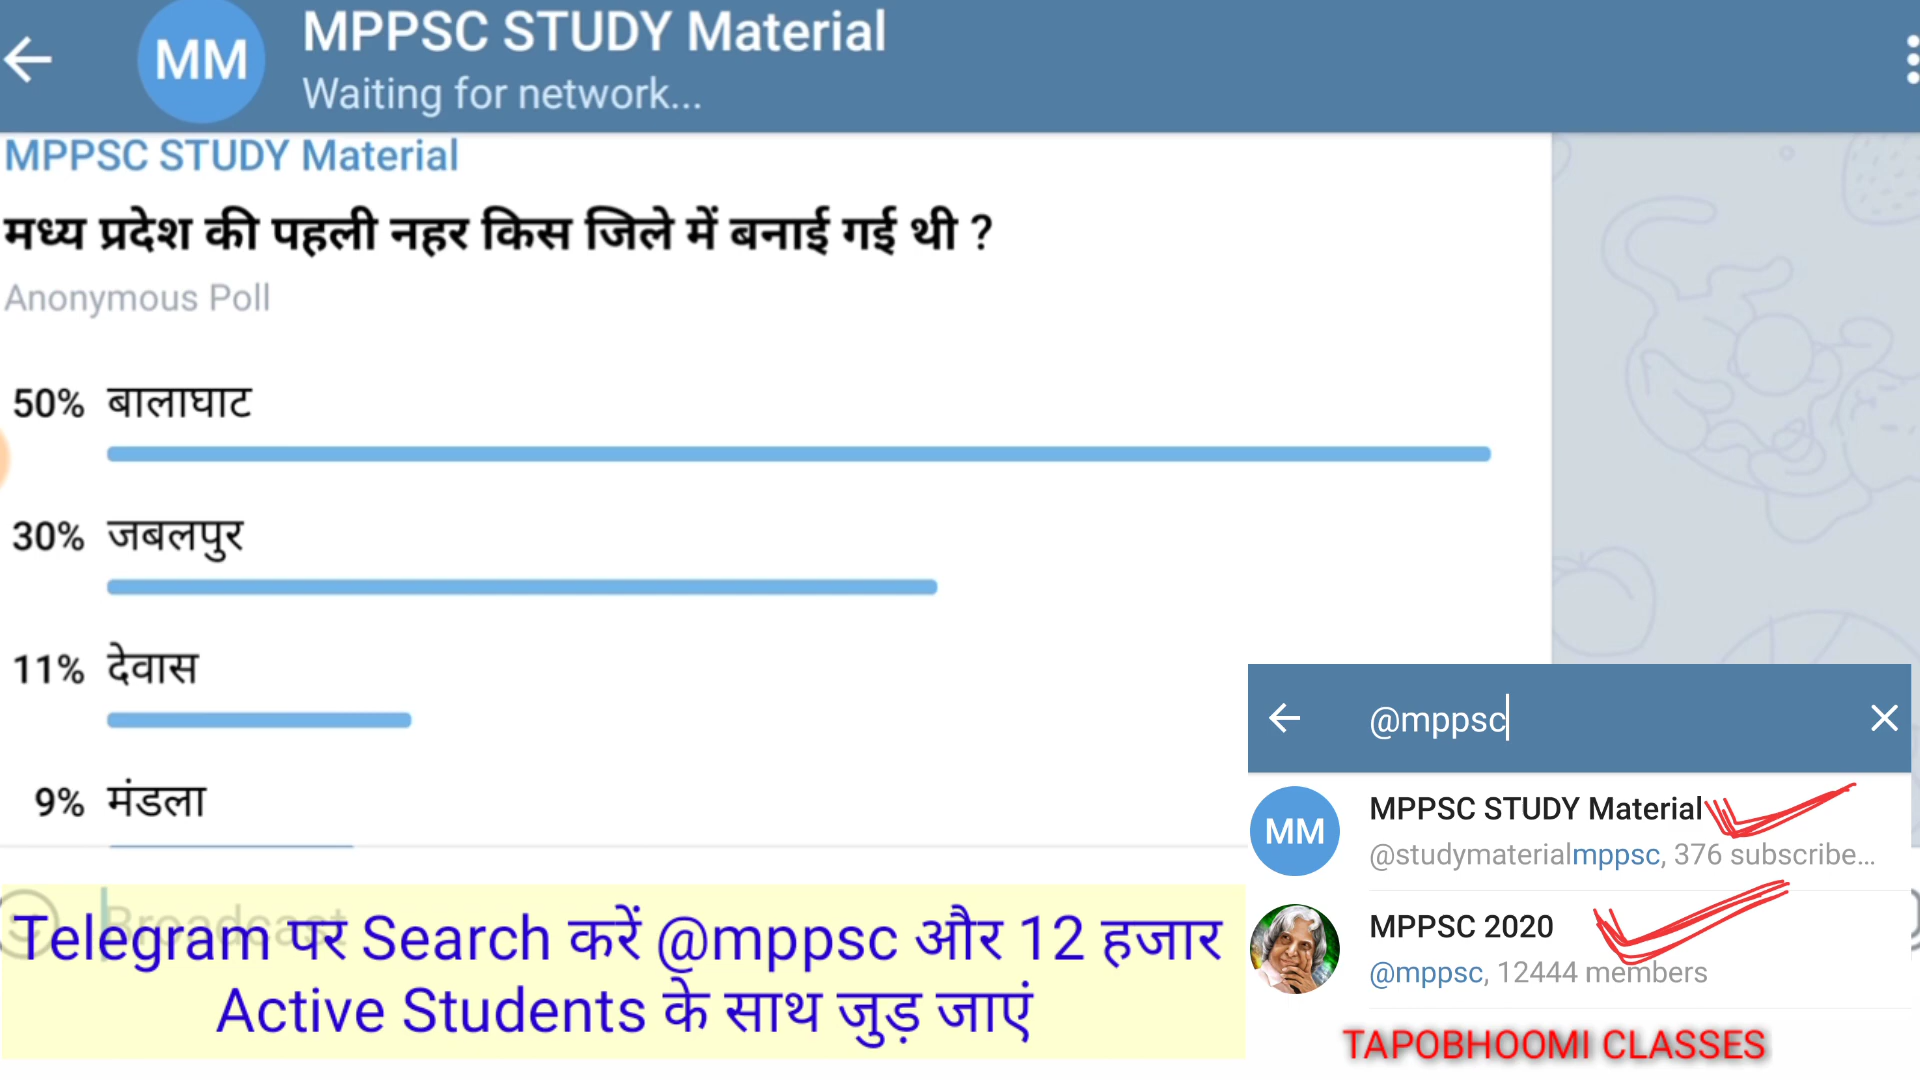 MM
MPPSC STUDY Material
Waiting for network...
MPPSC STUDY Material
मध्य प्रदेश की पहली नहर किस जिले में बनाई गई थी ?
Anonymous Poll
50% बालाघाट
30% जबलपुर
11% देवास
9% मंडला
Broadcast
Telegram पर Search करें @mppsc और 12 हजार
Active Students के साथ जुड़ जाएं
@mppsc
MM
MPPSC STUDY Material
@studymaterialmppsc, 376 subscribe...
MPPSC 2020
@mppsc, 12444 members
TAPOBHOOMI CLASSES